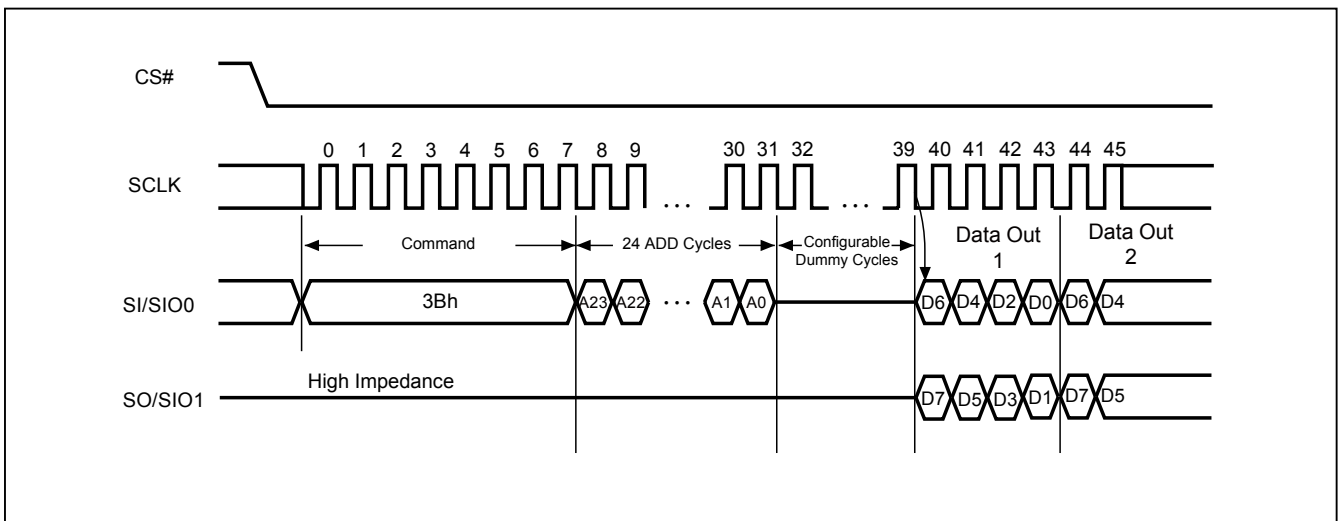 CS#
0 1 2 3 4 5 6 7 8 9 30 31 32 39 40 41 42 43 44 45
SCLK
...
...
Command
24 ADD Cycles
Configurable
Dummy Cycles
Data Out
1
Data Out
2
SI/SIO0
3Bh
A23 A22 ... A1 A0
D6 D4 D2 D0 D6 D4
High Impedance
SO/SIO1
D7 D5 D3 D1 D7 D5